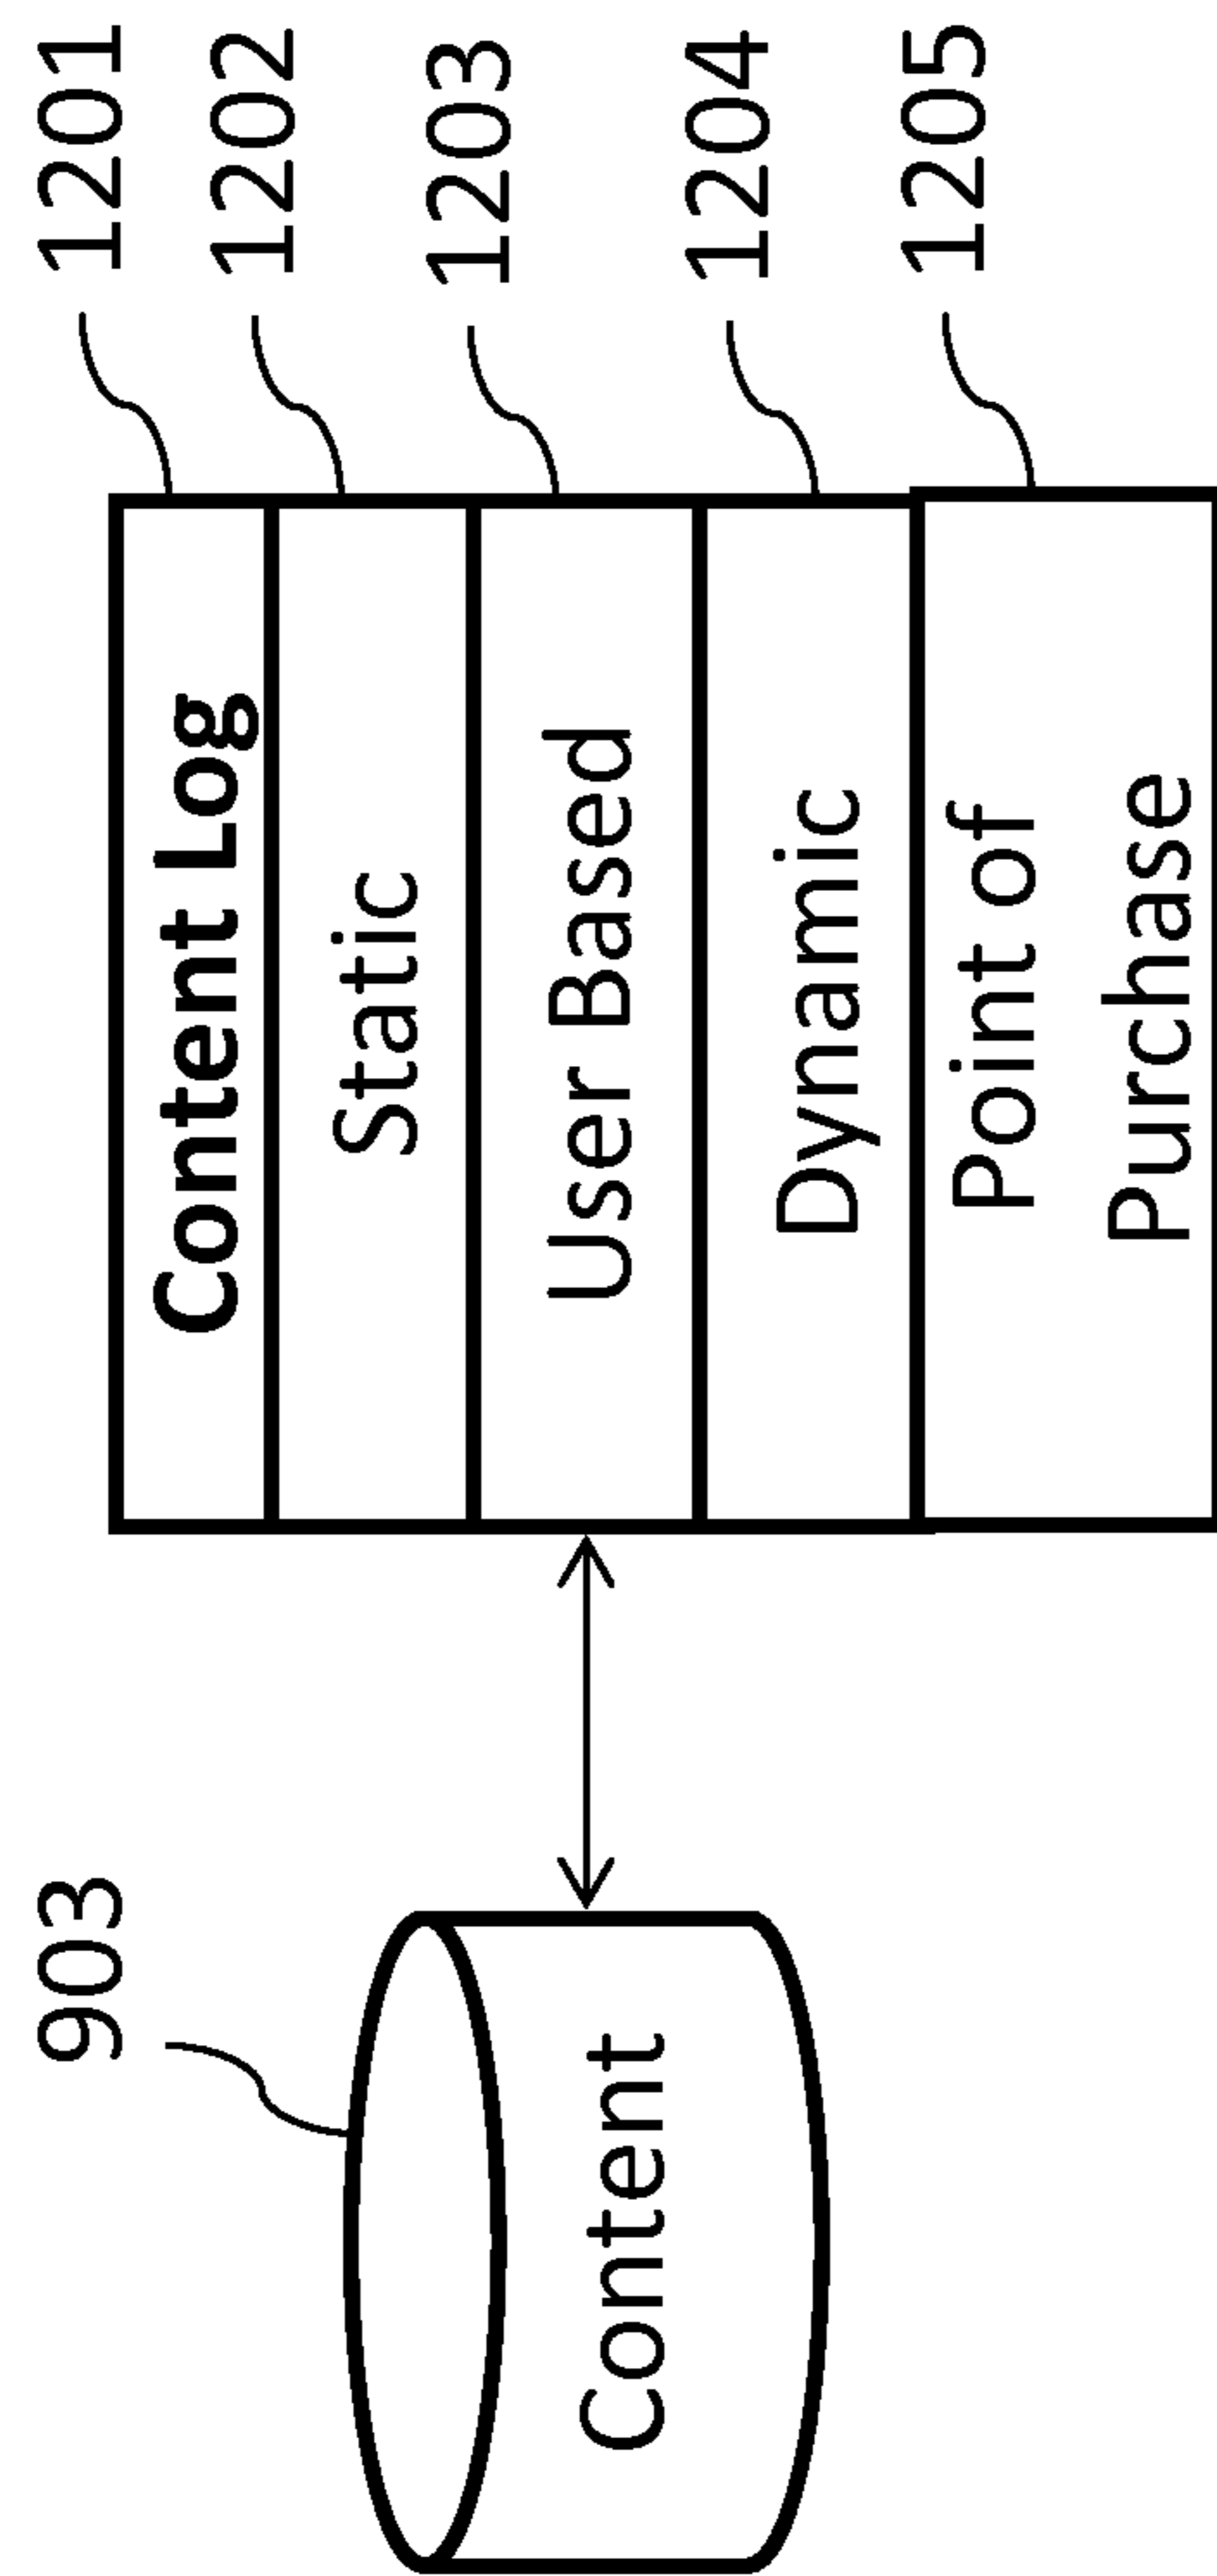 903
Content
1201
Content Log
1202
Static
1203
User Based
1204
Dynamic
1205
Point of
Purchase